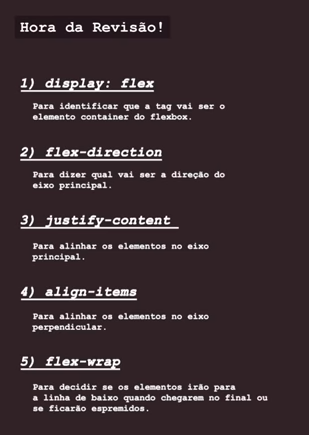 Hora da Revisão!
1) display: flex
Para identificar que a tag vai ser o
elemento container do flexbox.
2) flex-direction
Para dizer qual vai ser a direção do
eixo principal.
3) justify-content
Para alinhar os elementos no eixo
principal.
4) align-items
Para alinhar os elementos no eixo
perpendicular.
5) flex-wrap
Para decidir se os elementos irão para
a linha de baixo quando chegarem no final ou
se ficarão espremidos.